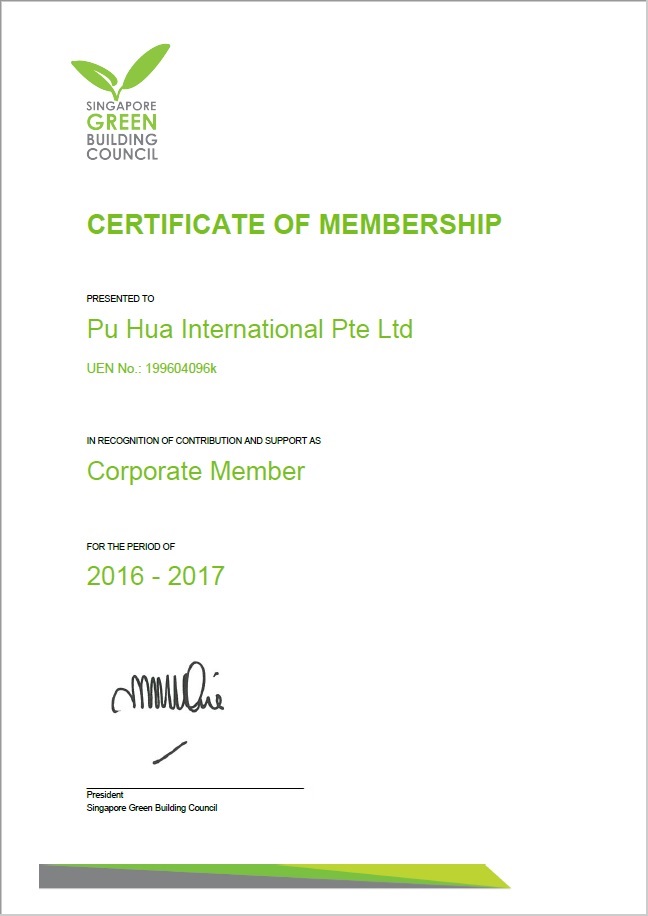 SINGAPORE
GREEN
BUILDING
COUNCIL
CERTIFICATE OF MEMBERSHIP
PRESENTED TO
Pu Hua International Pte Ltd
UEN No.: 199604096k
IN RECOGNITION OF CONTRIBUTION AND SUPPORT AS
Corporate Member
FOR THE PERIOD OF
2016 - 2017
President
Singapore Green Building Council